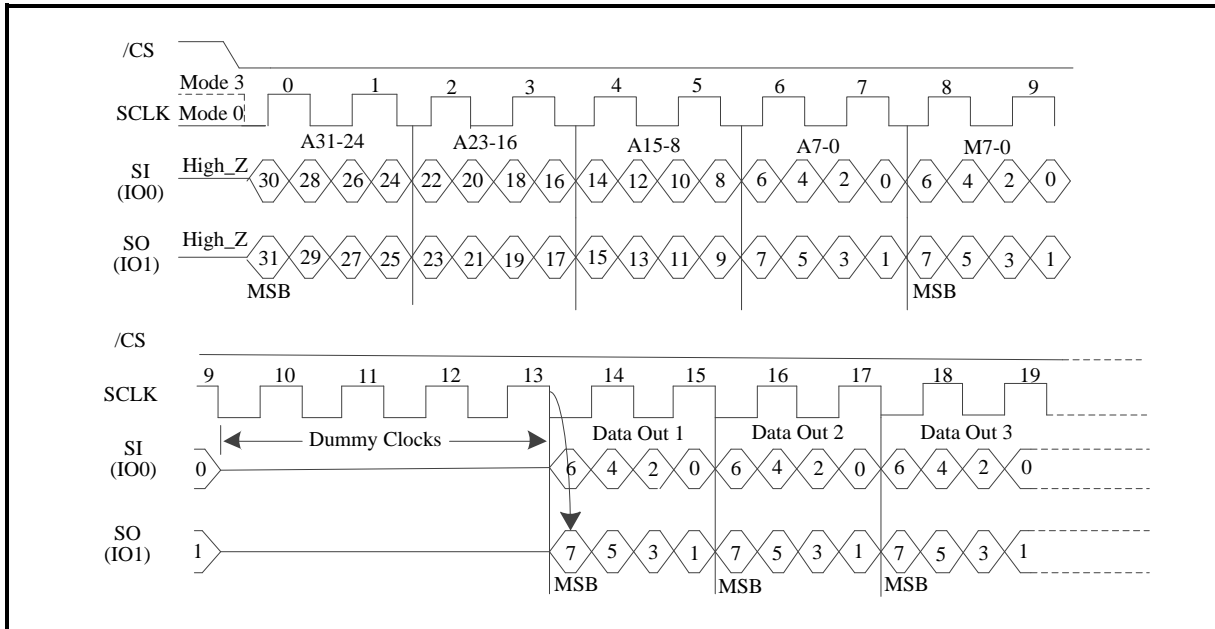 /CS
Mode 3 0 1 2 3 4 5 6 7 8 9
SCLK Mode 0
A31-24 A23-16 A15-8 A7-0 M7-0
SI High_Z
(IO0) 30 28 26 24 22 20 18 16 14 12 10 8 6 4 2 0 6 4 2 0
SO High_Z
(IO1) 31 29 27 25 23 21 19 17 15 13 11 9 7 5 3 1 7 5 3 1
MSB MSB
/CS
9 10 11 12 13 14 15 16 17 18 19
SCLK
Dummy Clocks Data Out 1 Data Out 2 Data Out 3
SI
(IO0) 0 6 4 2 0 6 4 2 0 6 4 2 0
SO
(IO1) 1 7 5 3 1 7 5 3 1 7 5 3 1
MSB MSB MSB